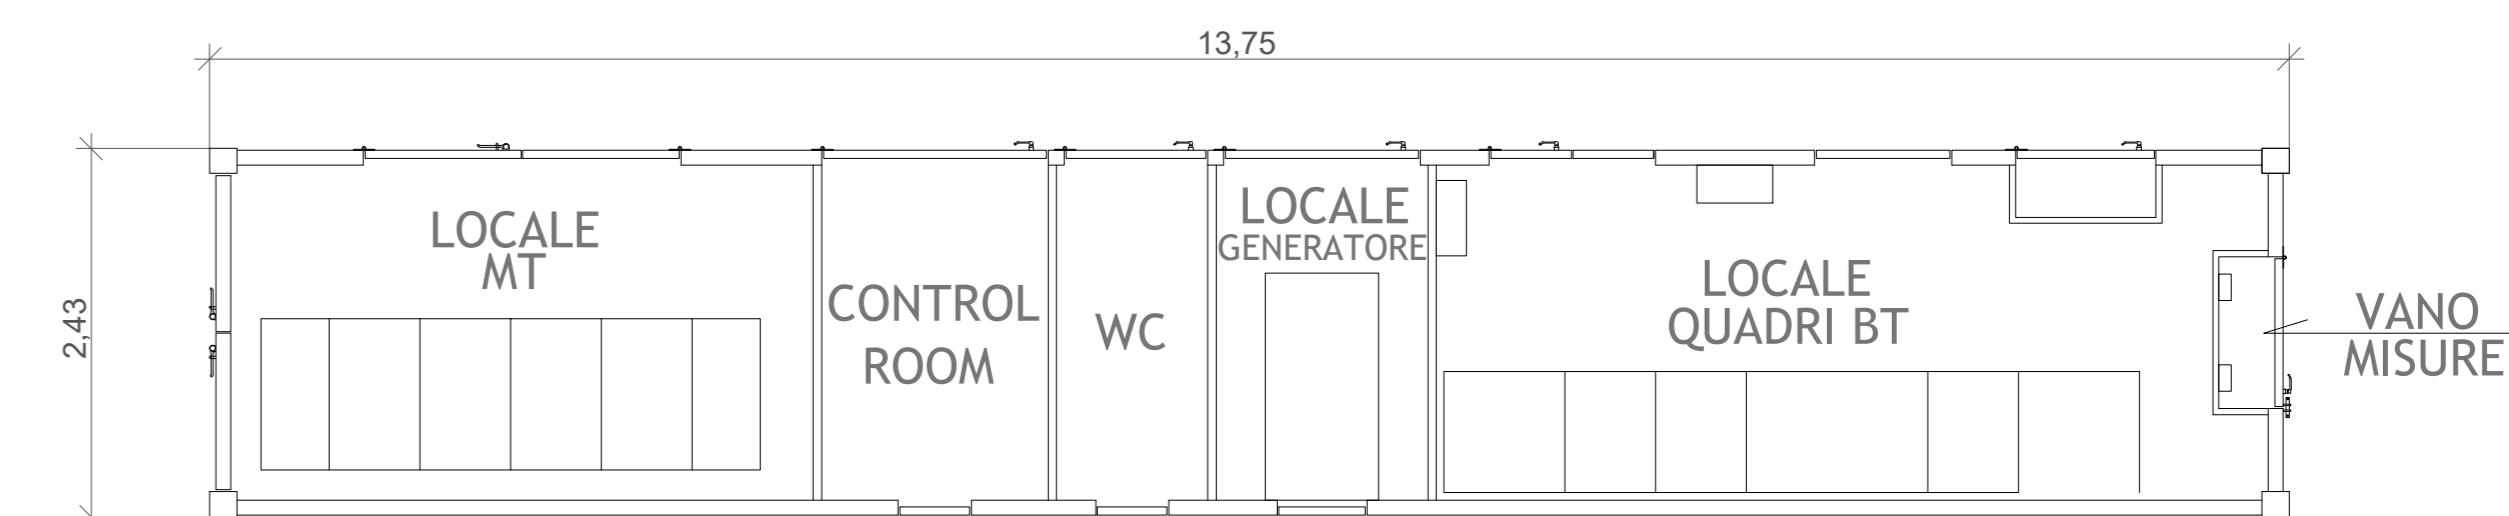 13,75
2,43
LOCALE
MT
CONTROL
ROOM
WC
LOCALE
GENERATORE
LOCALE
QUADRI BT
VANO
MISURE